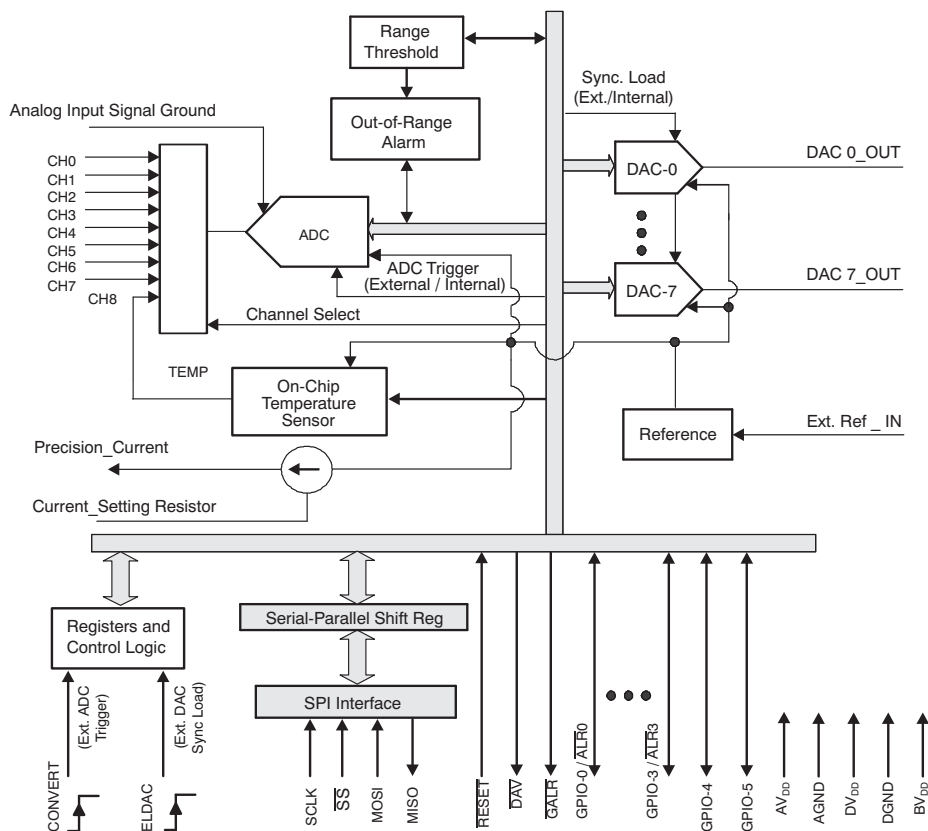 Range
Threshold
Sync. Load
(Ext./Internal)
Analog Input Signal Ground
Out-of-Range
Alarm
CH0
CH1
CH2
CH3
CH4
CH5
CH6
CH7
CH8
ADC
DAC-0
DAC 0_OUT
ADC Trigger
(External / Internal)
DAC-7
DAC 7_OUT
Channel Select
TEMP
On-Chip
Temperature
Sensor
Reference
Ext. Ref _ IN
Precision_Current
Current_Setting Resistor
Registers and
Control Logic
Serial-Parallel Shift Reg
SPI Interface
(Ext. ADC
Trigger)
(Ext. DAC
Sync Load)
CONVERT
ELDAC
SCLK
SS
MOSI
MISO
RESET
DAV
GALR
GPIO-0 / ALR0
GPIO-3 / ALR3
GPIO-4
GPIO-5
AVDD
AGND
DVDD
DGND
BVDD